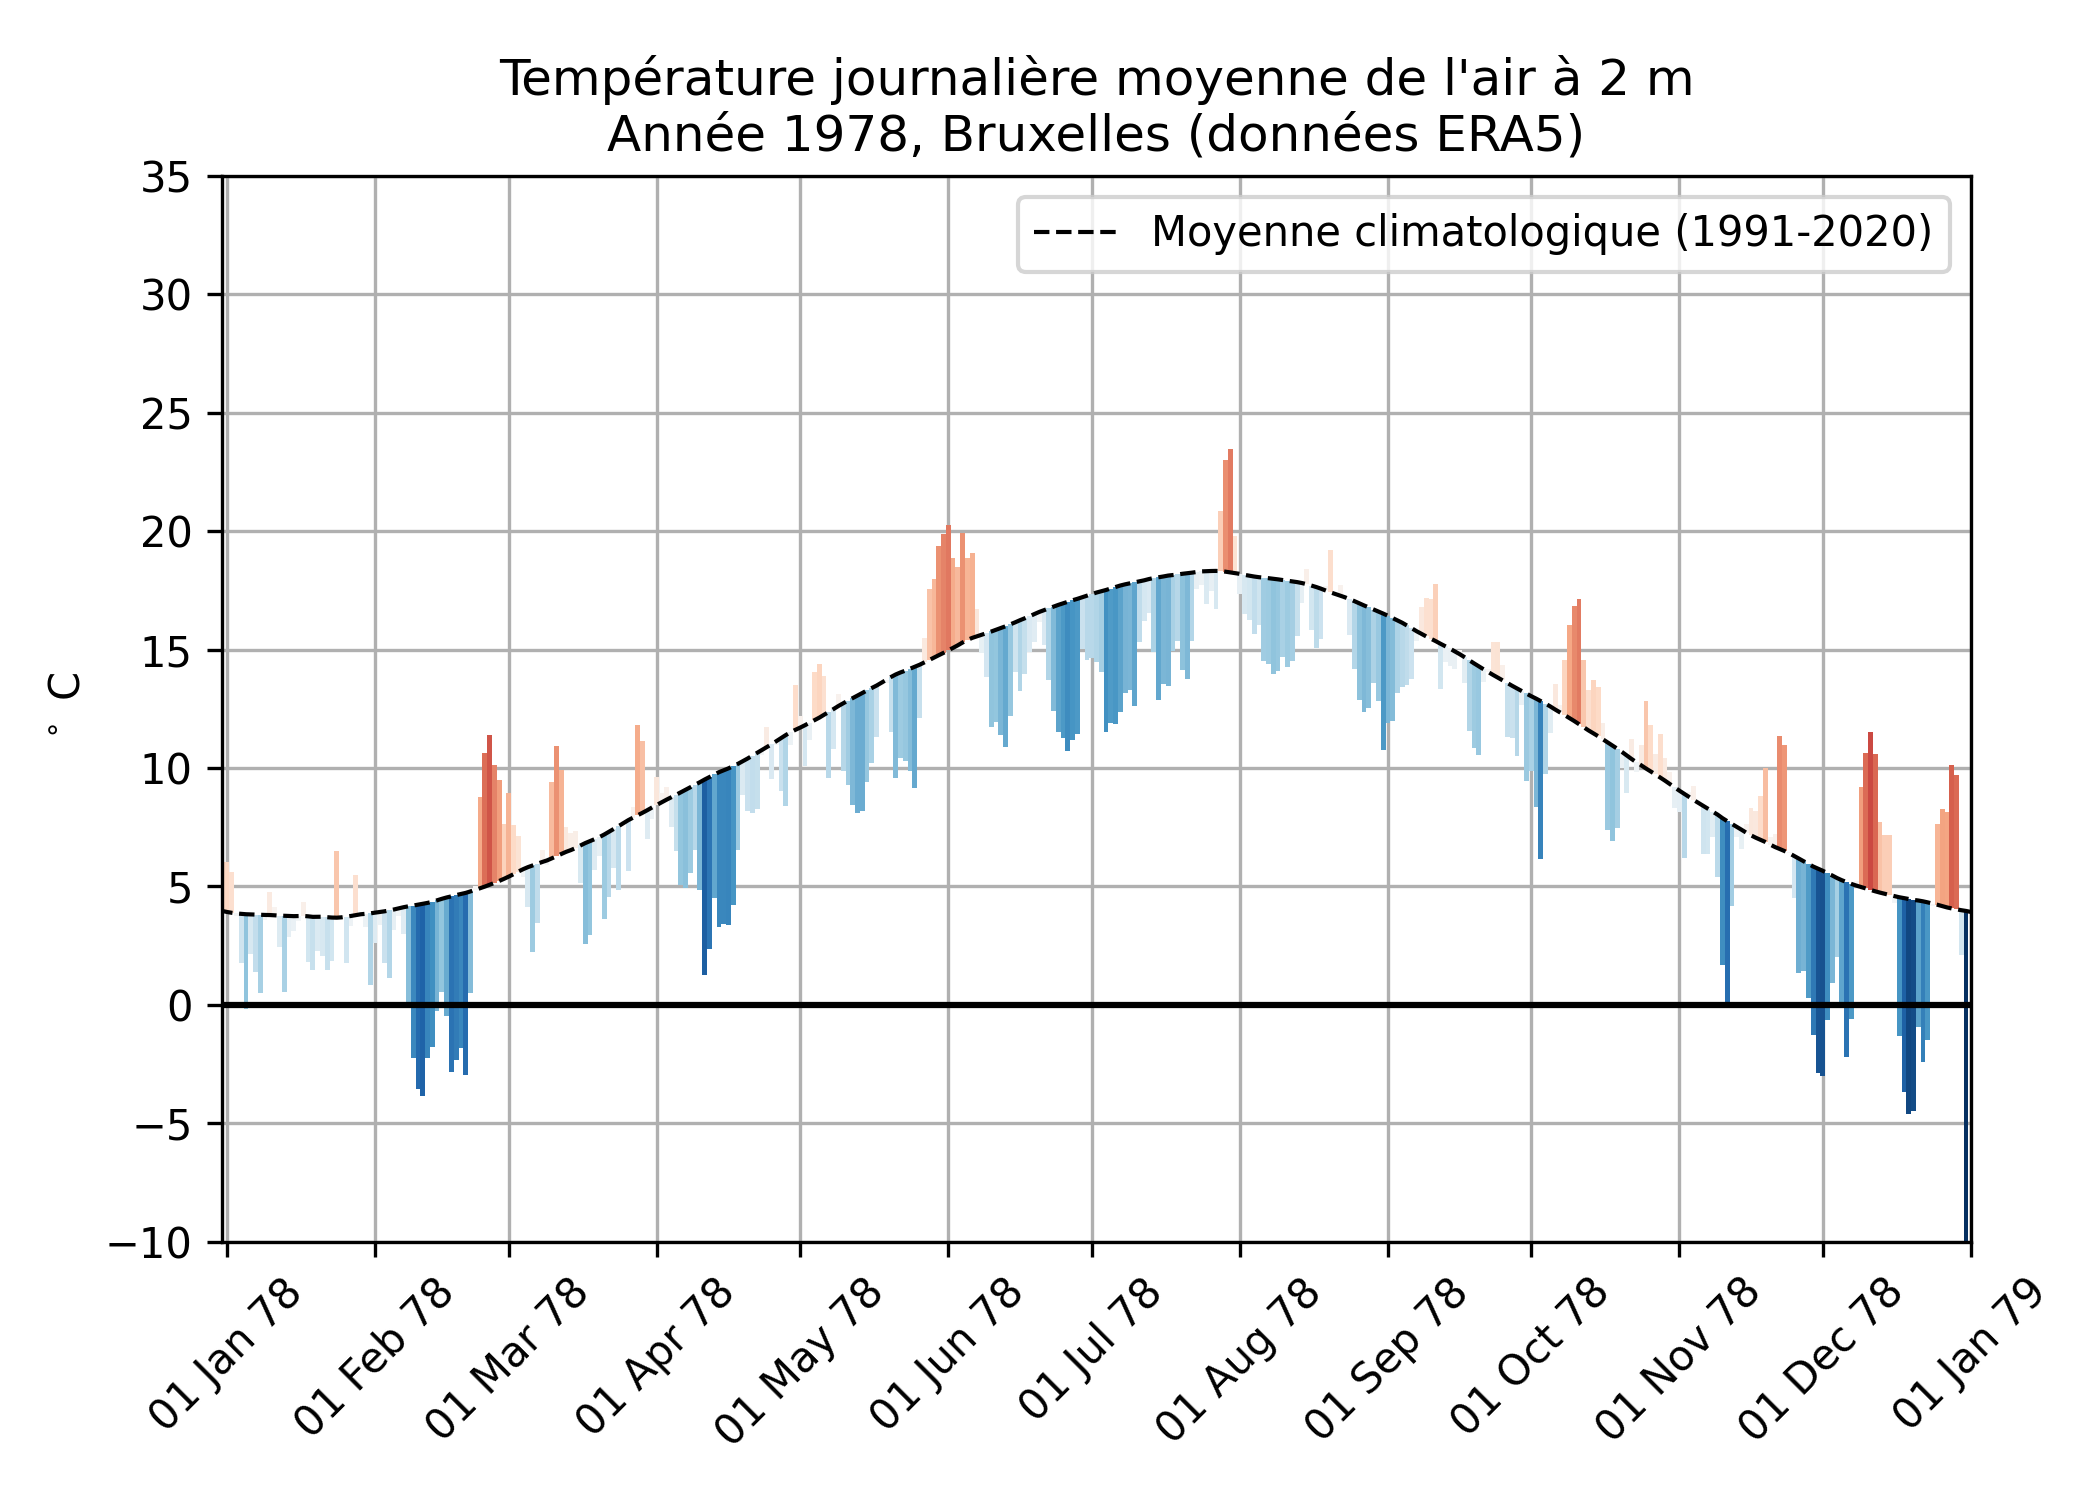 Température journalière moyenne de l'air à 2 m
Année 1978, Bruxelles (données ERA5)
Moyenne climatologique (1991-2020)
° C
35
30
25
20
15
10
5
0
−5
−10
01 Jan 78
01 Feb 78
01 Mar 78
01 Apr 78
01 May 78
01 Jun 78
01 Jul 78
01 Aug 78
01 Sep 78
01 Oct 78
01 Nov 78
01 Dec 78
01 Jan 79